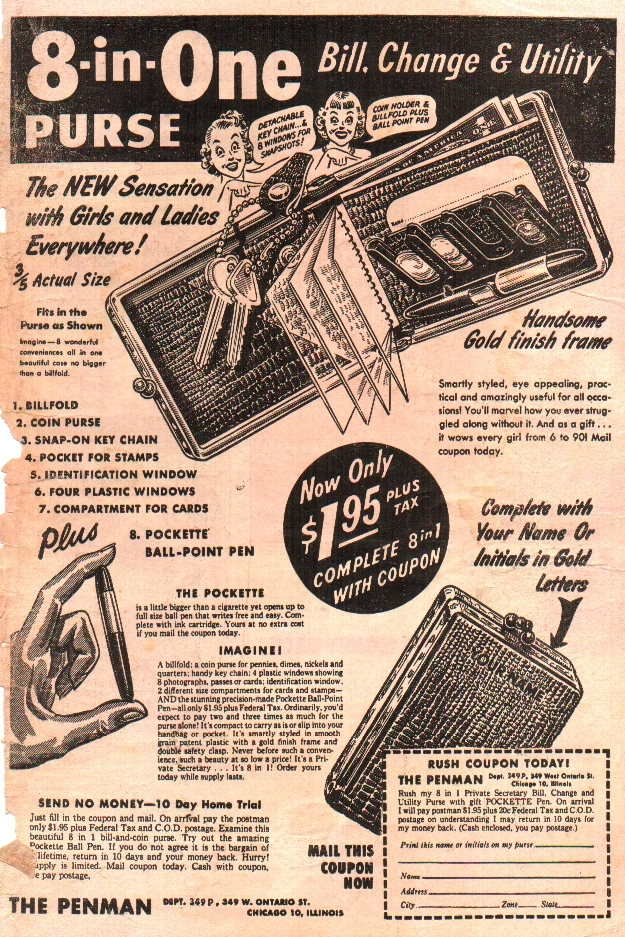 8-in-One Bill, Change & Utility
PURSE
DETACHABLE
KEY CHAIN...&
8 WINDOWS FOR
SNAPSHOTS!
COIN HOLDER &
BILLFOLD PLUS
BALL POINT PEN
The NEW Sensation
with Girls and Ladies
Everywhere!
3/5 Actual Size
Fits in the
Purse as Shown
Imagine—8 wonderful
conveniences all in one
beautiful case no bigger
than a billfold.
Name
Handsome
Gold finish frame
Smartly styled, eye appealing, prac-
tical and amazingly useful for all occa-
sions! You'll marvel how you ever strug-
gled along without it. And as a gift . . .
it wows every girl from 6 to 90! Mail
coupon today.
1. BILLFOLD
2. COIN PURSE
3. SNAP-ON KEY CHAIN
4. POCKET FOR STAMPS
5. IDENTIFICATION WINDOW
6. FOUR PLASTIC WINDOWS
7. COMPARTMENT FOR CARDS
plus
8. POCKETTE
BALL-POINT PEN
Now Only
$1.95 PLUS
TAX
COMPLETE 8 in 1
WITH COUPON
Complete with
Your Name Or
Initials in Gold
Letters
YOUR NAME
THE POCKETTE
is a little bigger than a cigarette yet opens up to
full size ball pen that writes free and easy. Com-
plete with ink cartridge. Yours at no extra cost
if you mail the coupon today.
IMAGINE!
A billfold; a coin purse for pennies, dimes, nickels and
quarters; handy key chain; 4 plastic windows showing
8 photographs, passes or cards; identification window.
2 different size compartments for cards and stamps—
AND the stunning precision-made Pockette Ball-Point
Pen—all only $1.95 plus Federal Tax. Ordinarily, you'd
expect to pay two and three times as much for the
purse alone! It's compact to carry as is or slip into your
handbag or pocket. It's smartly styled in smooth
grain patent plastic with a gold finish frame and
double safety clasp. Never before such a conven-
ience, such a beauty at so low a price! It's a Pri-
vate Secretary . . . It's 8 in 1! Order yours
today while supply lasts.
SEND NO MONEY—10 Day Home Trial
Just fill in the coupon and mail. On arrival pay the postman
only $1.95 plus Federal Tax and C.O.D. postage. Examine this
beautiful 8 in 1 bill-and-coin purse. Try out the amazing
Pockette Ball Pen. If you do not agree it is the bargain of
lifetime, return in 10 days and your money back. Hurry!
upply is limited. Mail coupon today. Cash with coupon,
e pay postage.
THE PENMAN DEPT. 349 P, 349 W. ONTARIO ST.
CHICAGO 10, ILLINOIS
MAIL THIS
COUPON
NOW
RUSH COUPON TODAY!
THE PENMAN Dept. 349 P, 349 West Ontario St.
Chicago 10, Illinois
Rush my 8 in 1 Private Secretary Bill, Change and
Utility Purse with gift POCKETTE Pen. On arrival
I will pay postman $1.95 plus 20c Federal Tax and C.O.D.
postage on understanding I may return in 10 days for
my money back. (Cash enclosed, you pay postage.)
Print this name or initials on my purse
Name
Address
City Zone State